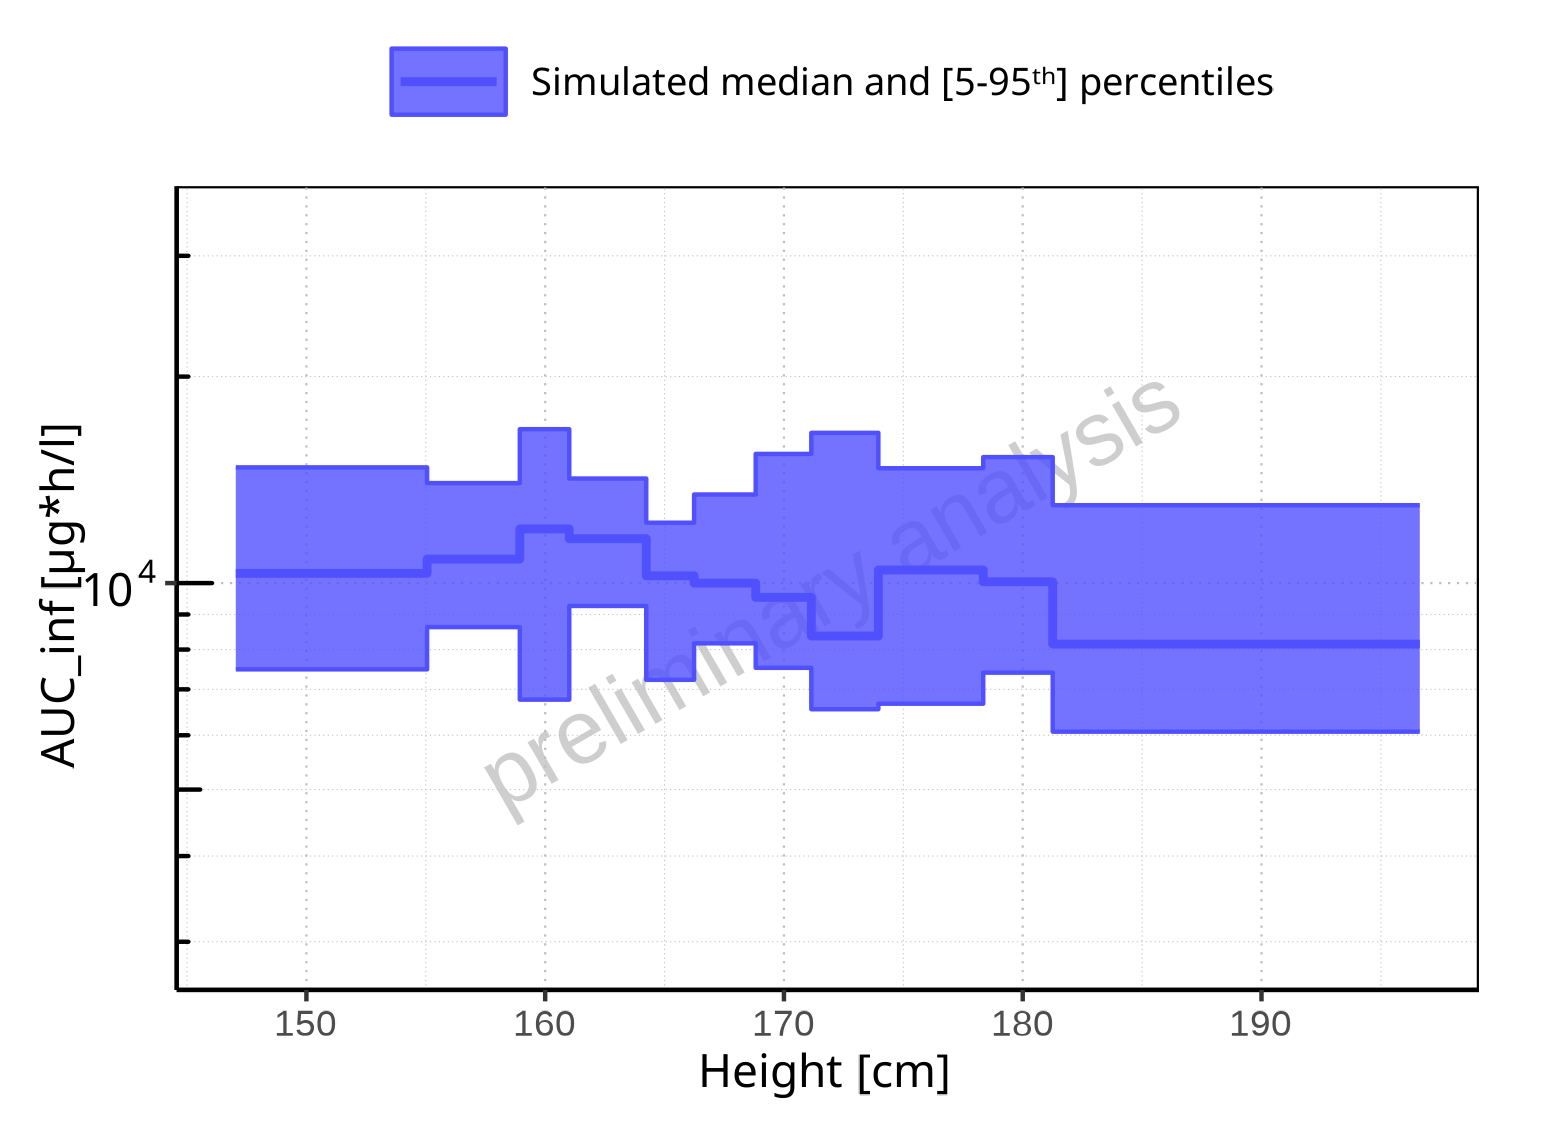 Simulated median and [5-95ᵗʰ] percentiles
AUC_inf [µg*h/l]
10⁴
preliminary analysis
150 160 170 180 190
Height [cm]